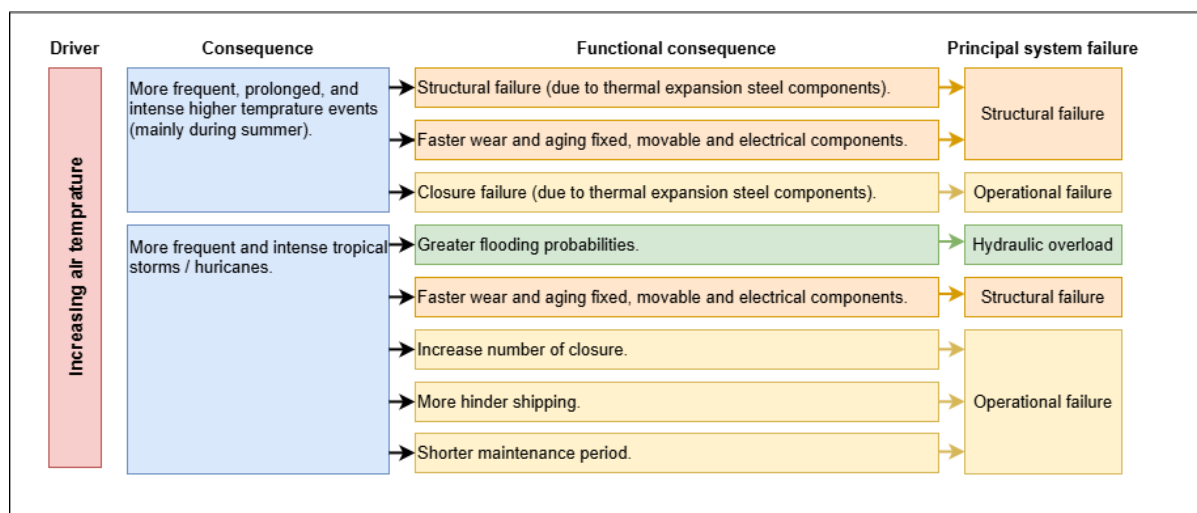 Driver
Consequence
Functional consequence
Principal system failure
Increasing air temprature
More frequent, prolonged, and
intense higher temprature events
(mainly during summer).
Structural failure (due to thermal expansion steel components).
Structural failure
Faster wear and aging fixed, movable and electrical components.
Closure failure (due to thermal expansion steel components).
Operational failure
More frequent and intense tropical
storms / huricanes.
Greater flooding probabilities.
Hydraulic overload
Faster wear and aging fixed, movable and electrical components.
Structural failure
Increase number of closure.
More hinder shipping.
Operational failure
Shorter maintenance period.